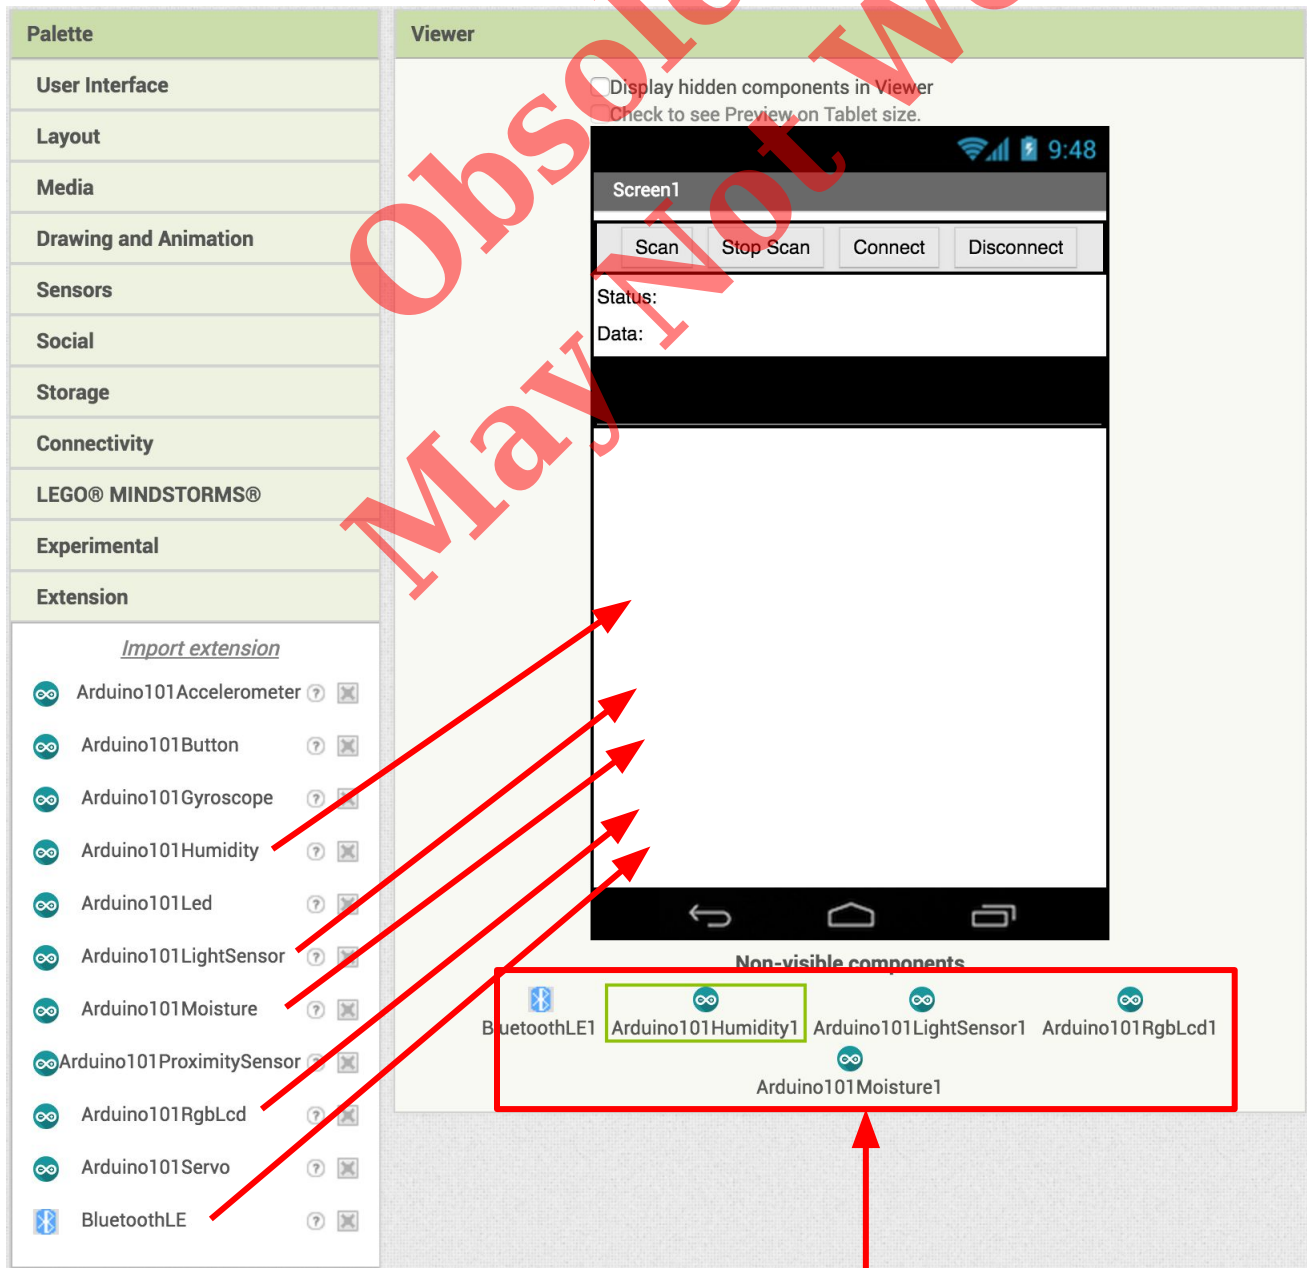 Palette
User Interface
Layout
Media
Drawing and Animation
Sensors
Social
Storage
Connectivity
LEGO® MINDSTORMS®
Experimental
Extension
Import extension
Arduino101Accelerometer
Arduino101Button
Arduino101Gyroscope
Arduino101Humidity
Arduino101Led
Arduino101LightSensor
Arduino101Moisture
Arduino101ProximitySensor
Arduino101RgbLcd
Arduino101Servo
BluetoothLE
Viewer
Display hidden components in Viewer
Check to see Preview on Tablet size.
9:48
Screen1
Scan Stop Scan Connect Disconnect
Status:
Data:
Non-visible components
BluetoothLE1 Arduino101Humidity1 Arduino101LightSensor1 Arduino101RgbLcd1
Arduino101Moisture1
May Not